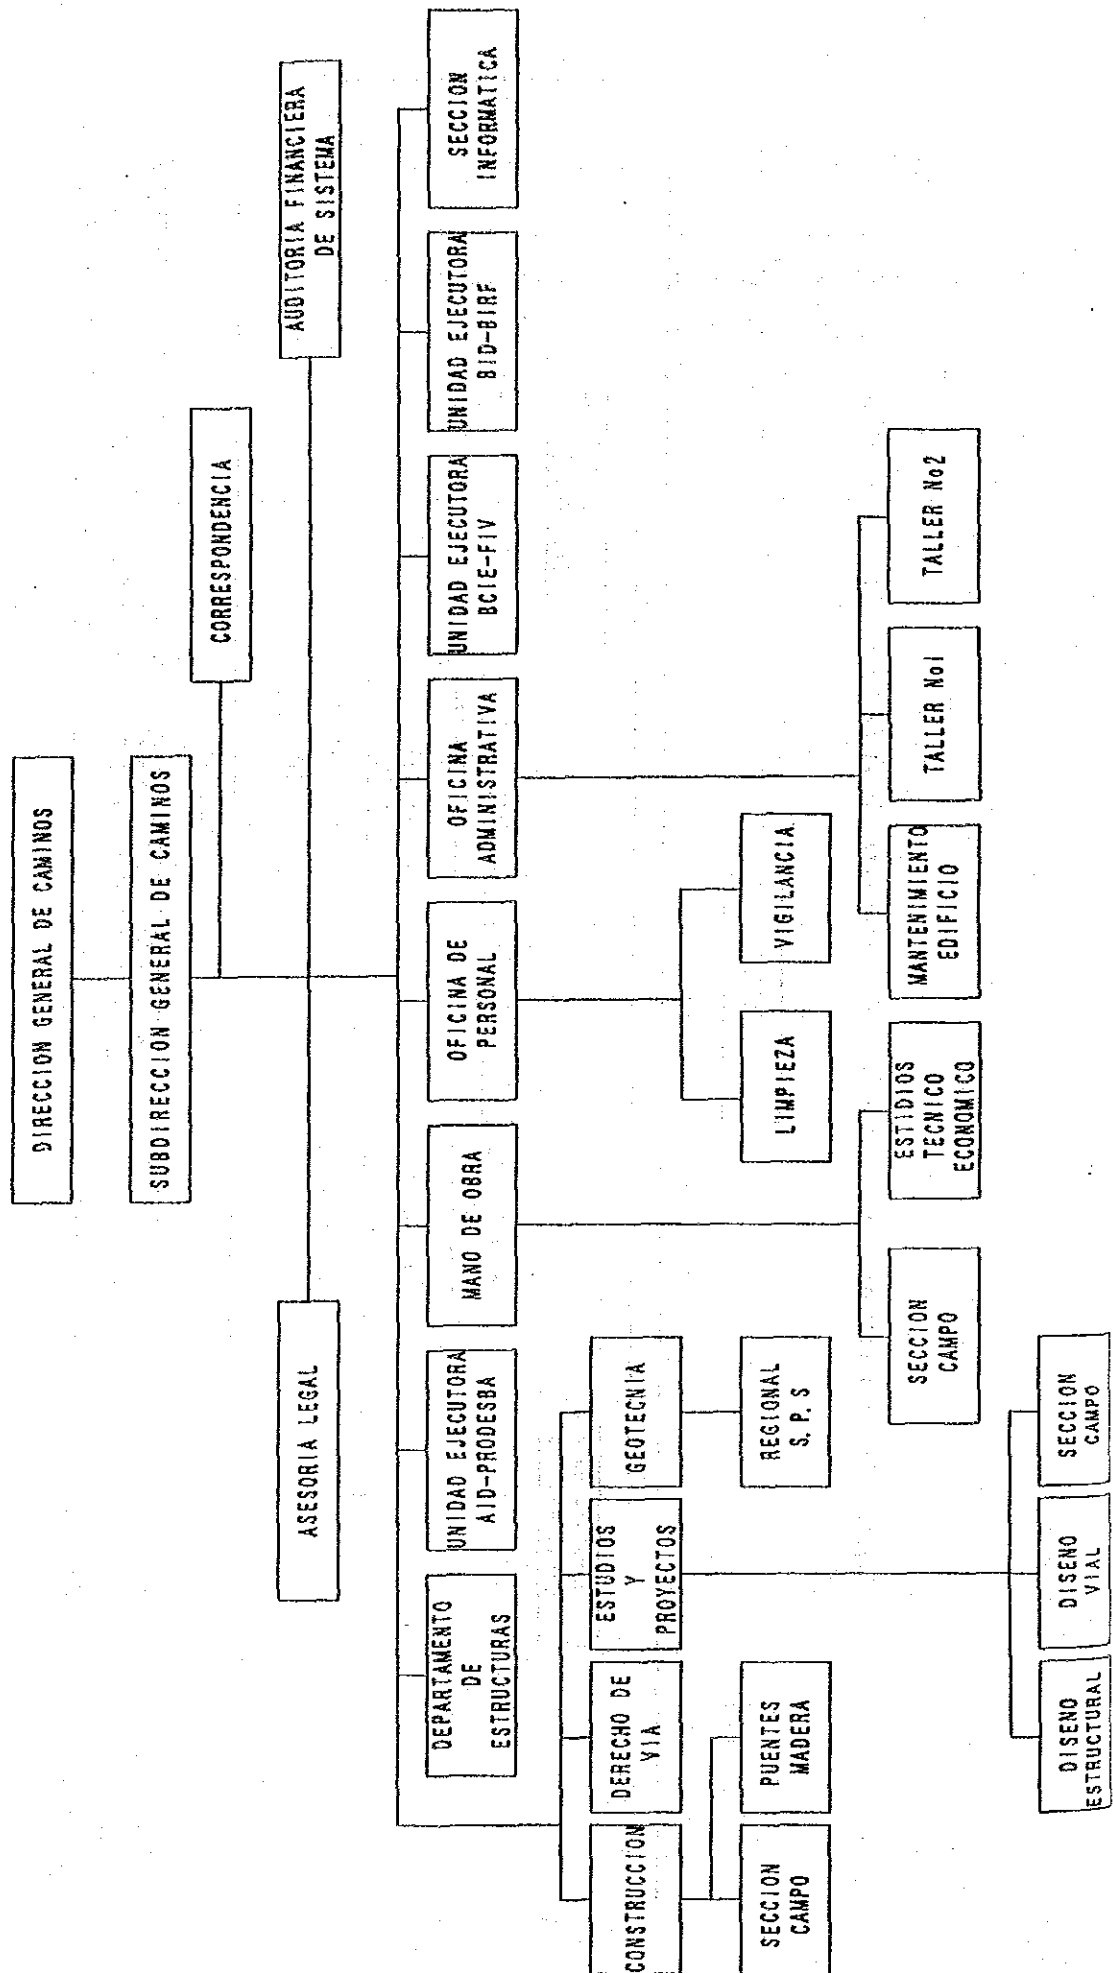 DIRECCION GENERAL DE CAMINOS
SUBDIRECCION GENERAL DE CAMINOS
CORRESPONDENCIA
ASESORIA LEGAL
AUDITORIA FINANCIERA
DE SISTEMA
DEPARTAMENTO
DE
ESTRUCTURAS
UNIDAD EJECUTORA
AID-PRODESBA
MANO DE OBRA
OFICINA DE
PERSONAL
OFICINA
ADMINISTRATIVA
UNIDAD EJECUTORA
BCIE-FIV
UNIDAD EJECUTORA
BID-BIRF
SECCION
INFORMATICA
CONSTRUCCION
DERECHO DE
VIA
ESTUDIOS
Y
PROYECTOS
GEOTECNIA
SECCION
CAMPO
PUENTES
MADERA
REGIONAL
S.P.S
LIMPIEZA
VIGILANCIA
SECCION
CAMPO
ESTIDIOS
TECNICO
ECONOMICO
MANTENIMIENTO
EDIFICIO
TALLER No1
TALLER No2
DISENO
ESTRUCTURAL
DISENO
VIAL
SECCION
CAMPO